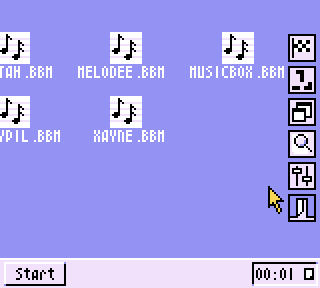 TAH.BBM MELODEE.BBM MUSICBOX.BBM
YPIL.BBM XAYNE.BBM
Start 00:01